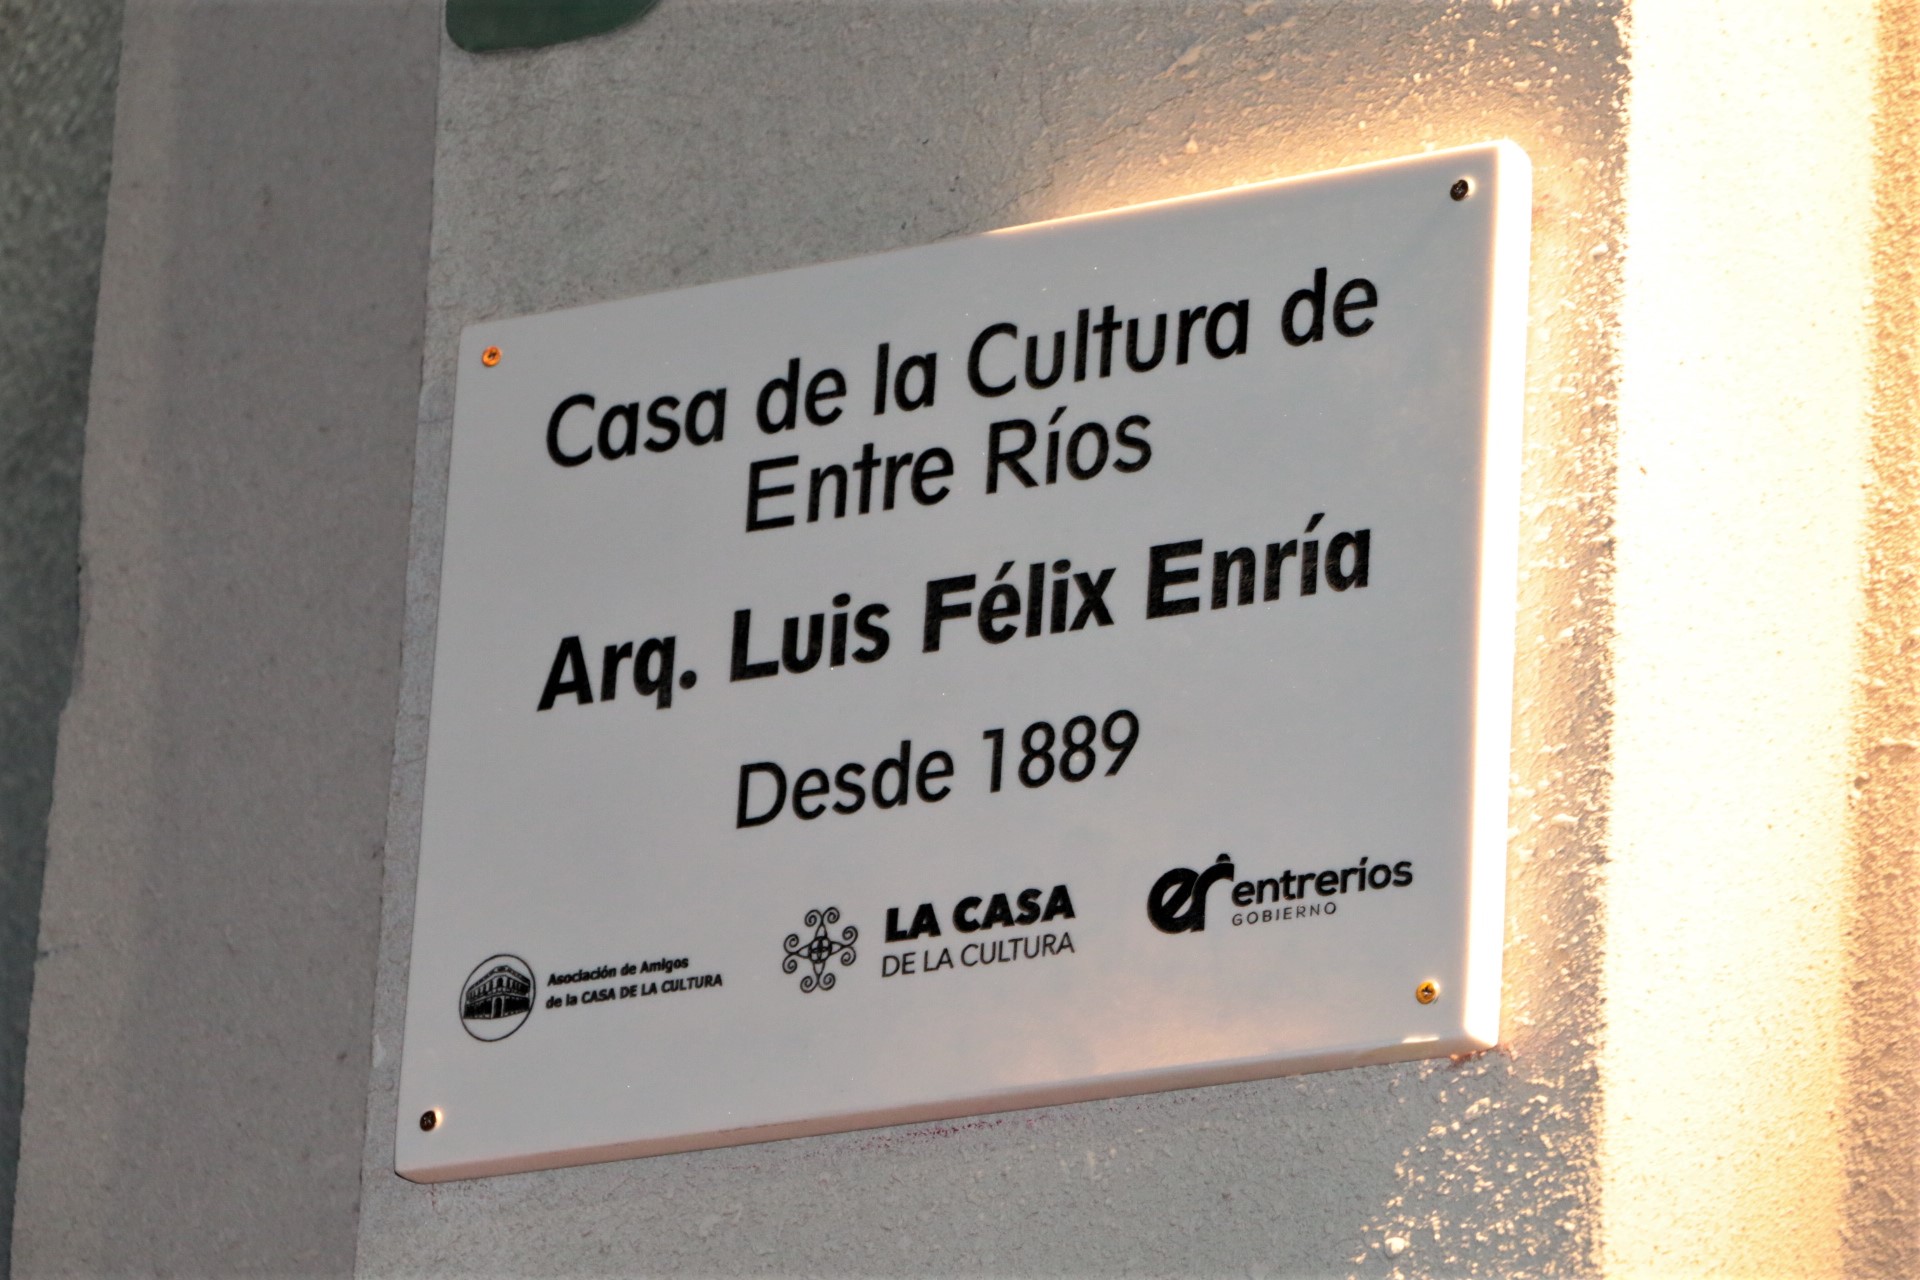 Casa de la Cultura de
Entre Ríos
Arq. Luis Félix Enría
Desde 1889
Asociación de Amigos
de la CASA DE LA CULTURA
LA CASA
DE LA CULTURA
er entreríos
GOBIERNO